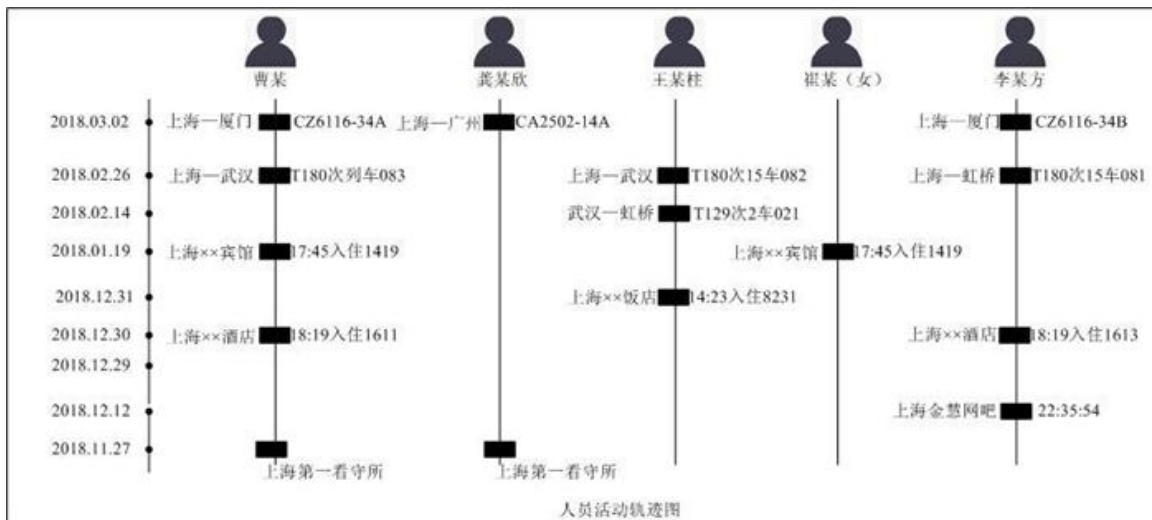 曹某 龚某欣 王某柱 崔某（女） 李某方
2018.03.02 上海—厦门 CZ6116-34A 上海—广州 CA2502-14A 上海—厦门 CZ6116-34B
2018.02.26 上海—武汉 T180次列车083 上海—武汉 T180次15车082 上海—虹桥 T180次15车081
2018.02.14 武汉—虹桥 T129次2车021
2018.01.19 上海××宾馆 17:45入住1419 上海××宾馆 17:45入住1419
2018.12.31 上海××饭店 14:23入住8231
2018.12.30 上海××酒店 18:19入住1611 上海××酒店 18:19入住1613
2018.12.29
2018.12.12 上海金慧网吧 22:35:54
2018.11.27
上海第一看守所 上海第一看守所
人员活动轨迹图